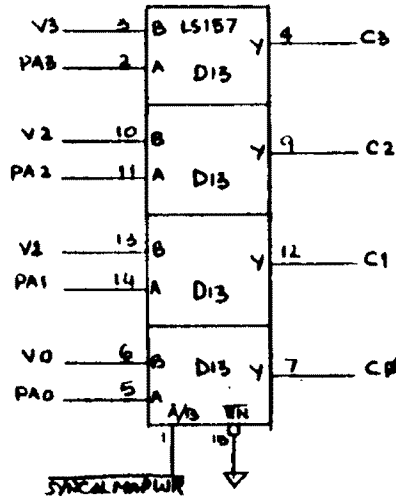 V3 3 B LS157 Y 4 C3
PA3 2 A D13
V2 10 B Y 9 C2
PA2 11 A D13
V1 13 B Y 12 C1
PA1 14 A D13
V0 6 B D13 Y 7 C0
PA0 5 A
A/B EN
1 15
SYNCOLMAPWR